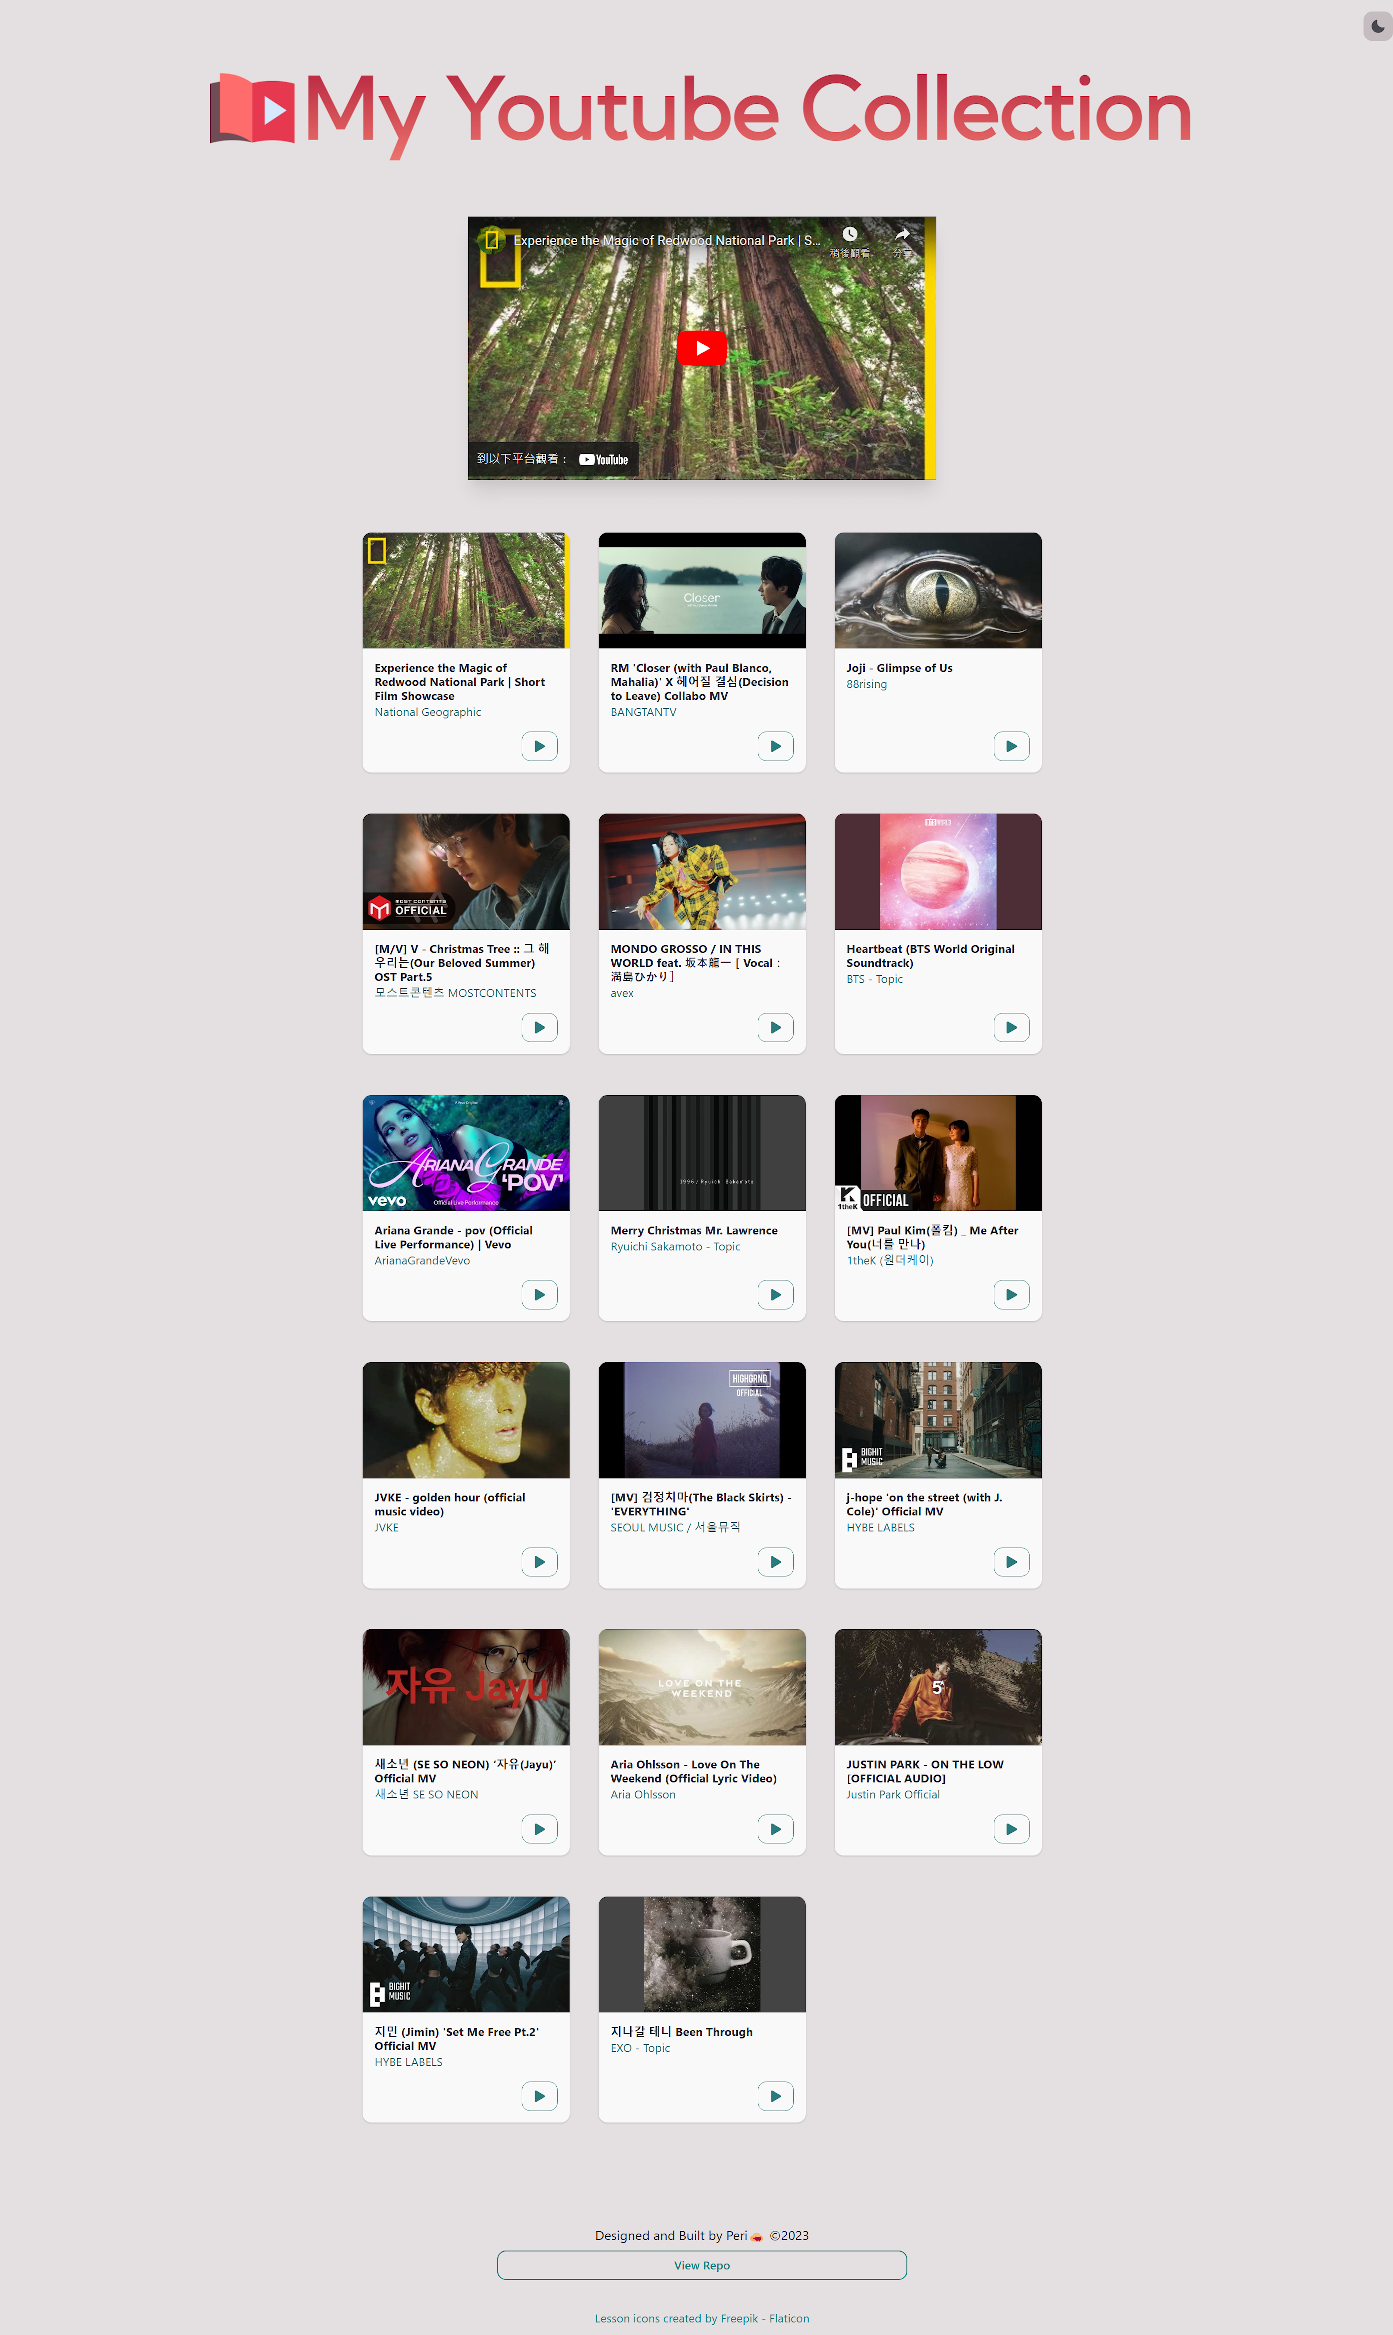 My Youtube Collection
Experience the Magic of Redwood National Park | S...
稍後觀看
分享
到以下平台觀看：
YouTube
Closer
Experience the Magic of
Redwood National Park | Short
Film Showcase
National Geographic
RM 'Closer (with Paul Blanco,
Mahalia)' X 헤어질 결심(Decision
to Leave) Collabo MV
BANGTANTV
Joji - Glimpse of Us
88rising
MOST CONTENTS
OFFICIAL
[M/V] V - Christmas Tree :: 그 해
우리는(Our Beloved Summer)
OST Part.5
모스트콘텐츠 MOSTCONTENTS
MONDO GROSSO / IN THIS
WORLD feat. 坂本龍一 [ Vocal :
満島ひかり]
avex
Heartbeat (BTS World Original
Soundtrack)
BTS - Topic
ARIANA GRANDE
'POV'
vevo
Official Live Performance
Ariana Grande - pov (Official
Live Performance) | Vevo
ArianaGrandeVevo
1996 / Ryuichi Sakamoto
Merry Christmas Mr. Lawrence
Ryuichi Sakamoto - Topic
1theK
OFFICIAL
[MV] Paul Kim(폴킴) _ Me After
You(너를 만나)
1theK (원더케이)
JVKE - golden hour (official
music video)
JVKE
HIGHGRND
OFFICIAL
[MV] 검정치마(The Black Skirts) -
'EVERYTHING'
SEOUL MUSIC / 서울뮤직
BIGHIT
MUSIC
j-hope 'on the street (with J.
Cole)' Official MV
HYBE LABELS
자유 Jayu
새소년 (SE SO NEON) ‘자유(Jayu)’
Official MV
새소년 SE SO NEON
LOVE ON THE
WEEKEND
Aria Ohlsson - Love On The
Weekend (Official Lyric Video)
Aria Ohlsson
JUSTIN PARK - ON THE LOW
[OFFICIAL AUDIO]
Justin Park Official
BIGHIT
MUSIC
지민 (Jimin) 'Set Me Free Pt.2'
Official MV
HYBE LABELS
지나갈 테니 Been Through
EXO - Topic
Designed and Built by Peri ©2023
View Repo
Lesson icons created by Freepik - Flaticon